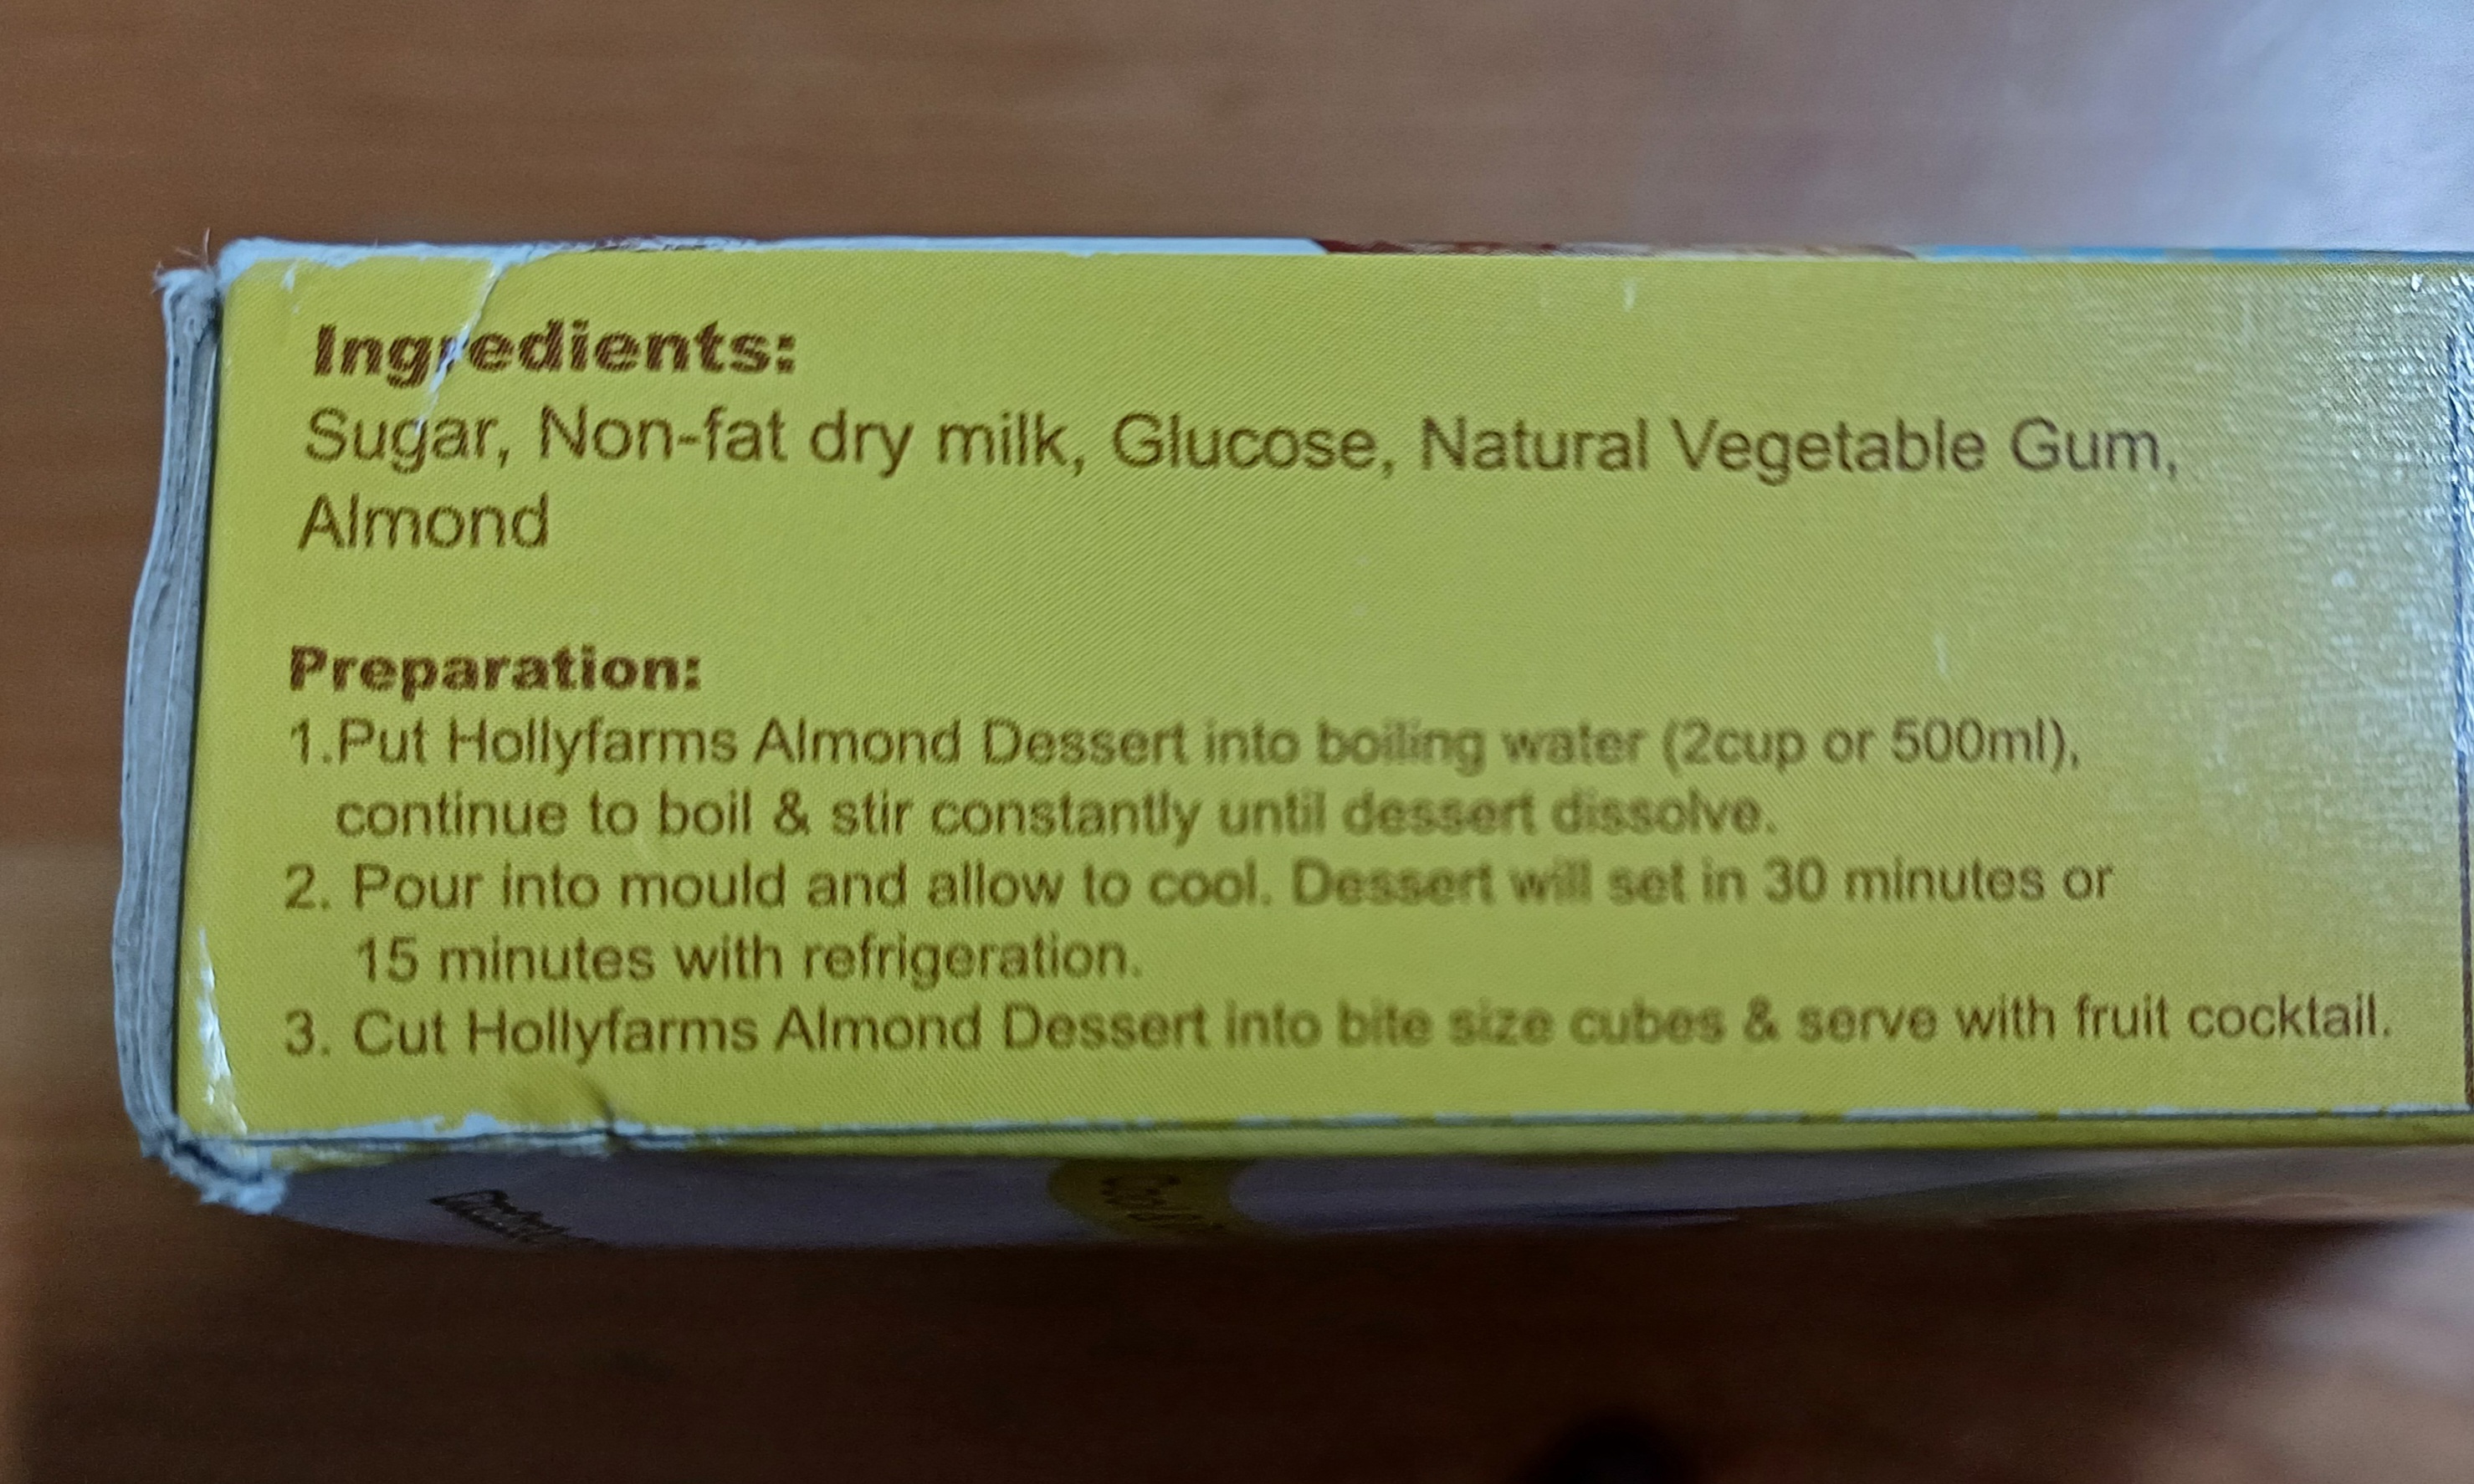 Ingredients:
Sugar, Non-fat dry milk, Glucose, Natural Vegetable Gum,
Almond
Preparation:
1.Put Hollyfarms Almond Dessert into boiling water (2cup or 500ml),
continue to boil & stir constantly until dessert dissolve.
2. Pour into mould and allow to cool. Dessert will set in 30 minutes or
15 minutes with refrigeration.
3. Cut Hollyfarms Almond Dessert into bite size cubes & serve with fruit cocktail.